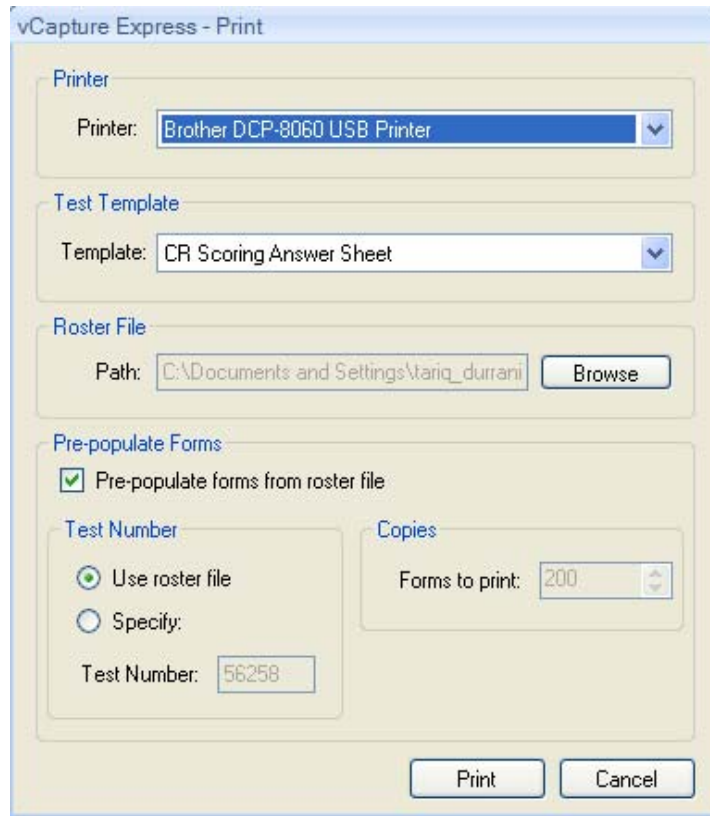 vCapture Express - Print
Printer
Printer: Brother DCP-8060 USB Printer
Test Template
Template: CR Scoring Answer Sheet
Roster File
Path: C:\Documents and Settings\tariq_durrani Browse
Pre-populate Forms
Pre-populate forms from roster file
Test Number
Use roster file
Specify:
Test Number: 56258
Copies
Forms to print: 200
Print Cancel